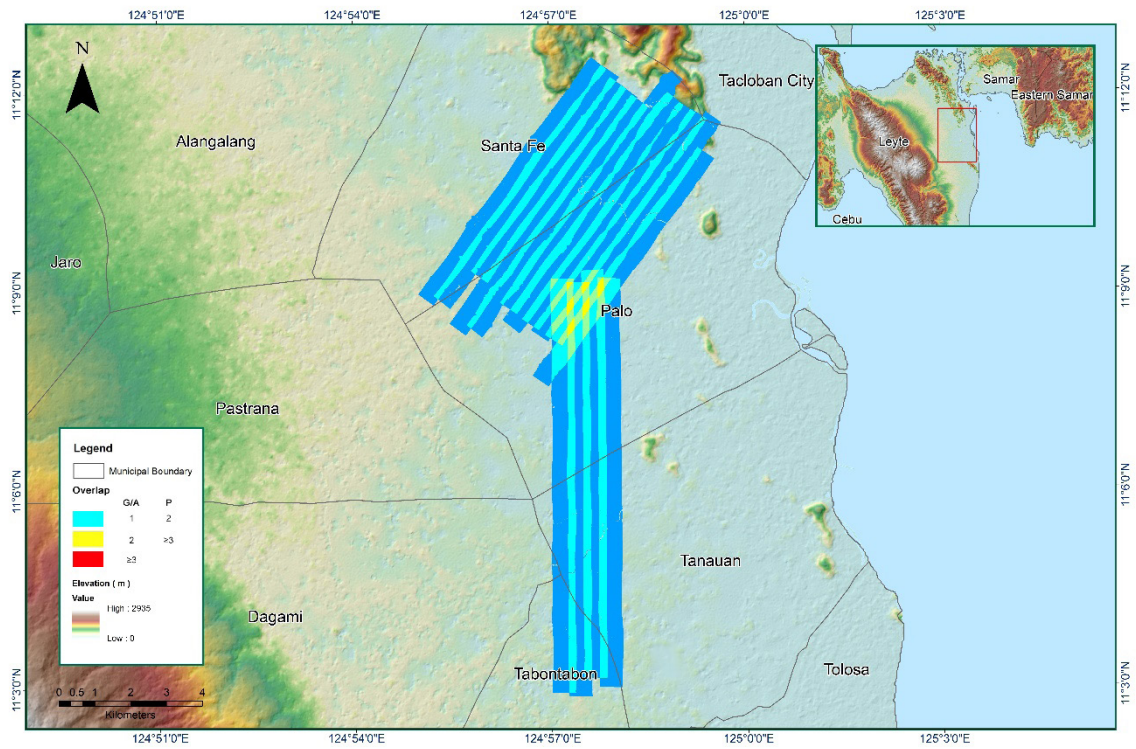 124°51'0"E 124°54'0"E 124°57'0"E 125°0'0"E 125°3'0"E
N
Tacloban City
Samar
Eastern Samar
11°12'0"N
11°12'0"N
Alangalang
Santa Fe
Leyte
Cebu
Jaro
11°9'0"N
11°9'0"N
Palo
Pastrana
Legend
Municipal Boundary
Overlap
G/A P
1 2
2 ≥3
≥3
Elevation ( m )
Value
High : 2935
Low : 0
11°6'0"N
11°6'0"N
Tanauan
Dagami
Tabontabon
Tolosa
11°3'0"N
11°3'0"N
0 0.5 1 2 3 4
Kilometers
124°51'0"E 124°54'0"E 124°57'0"E 125°0'0"E 125°3'0"E